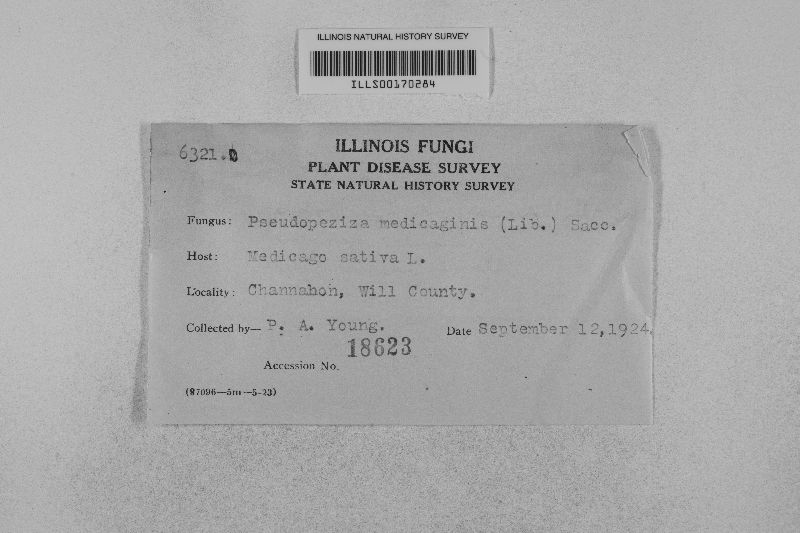 ILLINOIS NATURAL HISTORY SURVEY
ILLS00170284
6321.0
ILLINOIS FUNGI
PLANT DISEASE SURVEY
STATE NATURAL HISTORY SURVEY
Fungus: Pseudopeziza medicaginis (Lib.) Sacc.
Host: Medicago sativa L.
Locality: Channahon, Will County.
Collected by— P. A. Young. Date September 12,1924.
18623
Accession No.
(87096—5m—5-23)